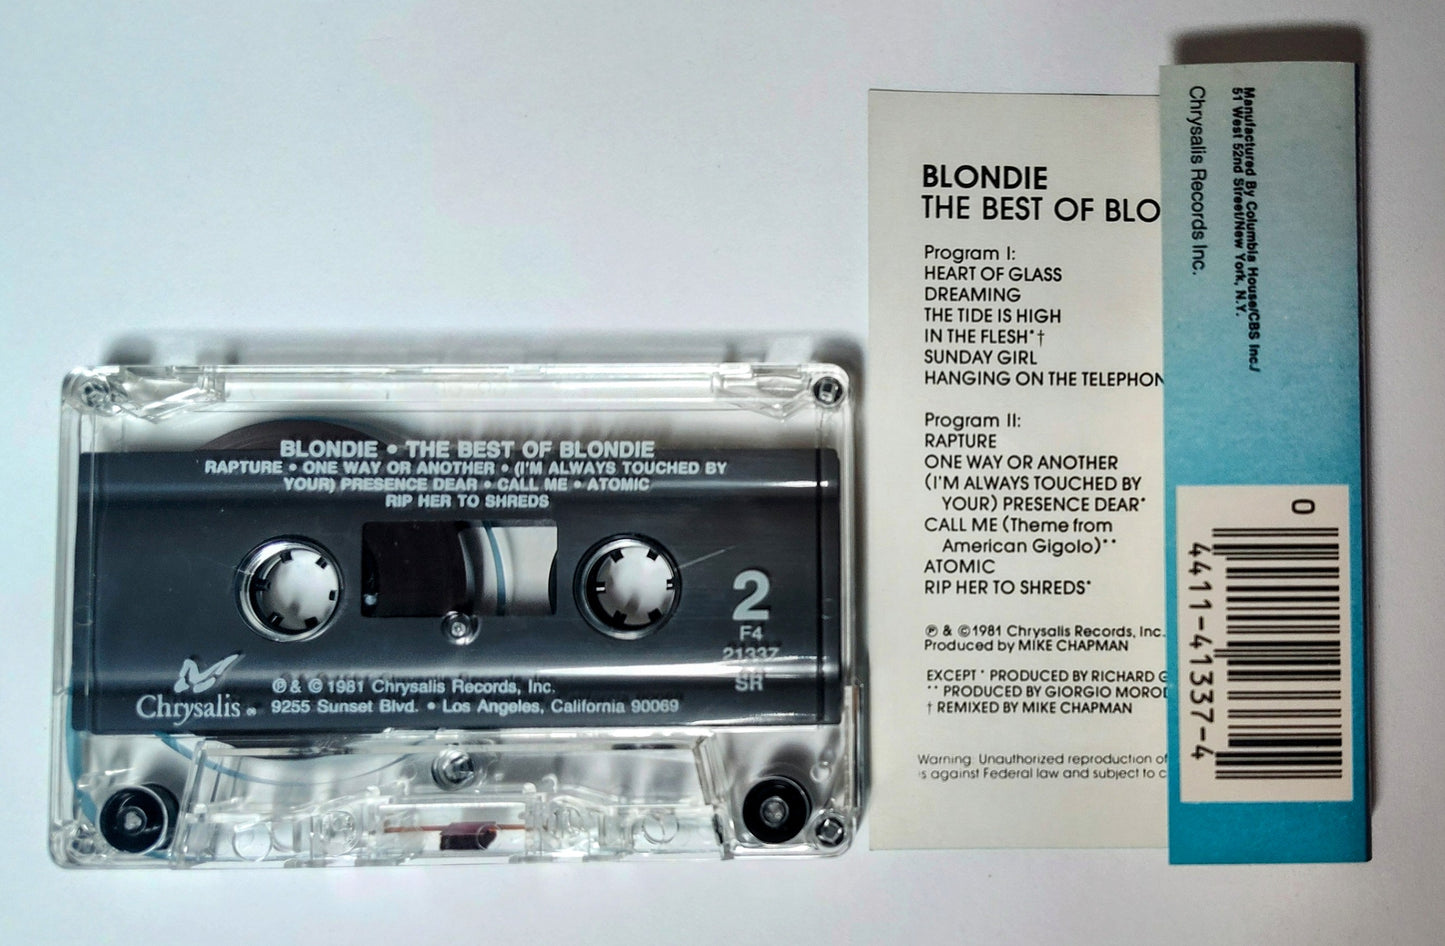 BLONDIE • THE BEST OF BLONDIE
RAPTURE • ONE WAY OR ANOTHER • (I'M ALWAYS TOUCHED BY
YOUR) PRESENCE DEAR • CALL ME • ATOMIC
RIP HER TO SHREDS
2
F4
21337
SR
Chrysalis
℗ & © 1981 Chrysalis Records, Inc.
9255 Sunset Blvd. • Los Angeles, California 90069
BLONDIE
THE BEST OF BLO
Program I:
HEART OF GLASS
DREAMING
THE TIDE IS HIGH
IN THE FLESH*†
SUNDAY GIRL
HANGING ON THE TELEPHON
Program II:
RAPTURE
ONE WAY OR ANOTHER
(I'M ALWAYS TOUCHED BY
YOUR) PRESENCE DEAR*
CALL ME (Theme from
American Gigolo)**
ATOMIC
RIP HER TO SHREDS*
℗ & ©1981 Chrysalis Records, Inc.
Produced by MIKE CHAPMAN
EXCEPT * PRODUCED BY RICHARD G
** PRODUCED BY GIORGIO MOROD
† REMIXED BY MIKE CHAPMAN
Warning: Unauthorized reproduction of
is against Federal law and subject to c
Manufactured By Columbia House/CBS Inc./
51 West 52nd Street/New York, N.Y.
Chrysalis Records Inc.
0
4411-41337-4